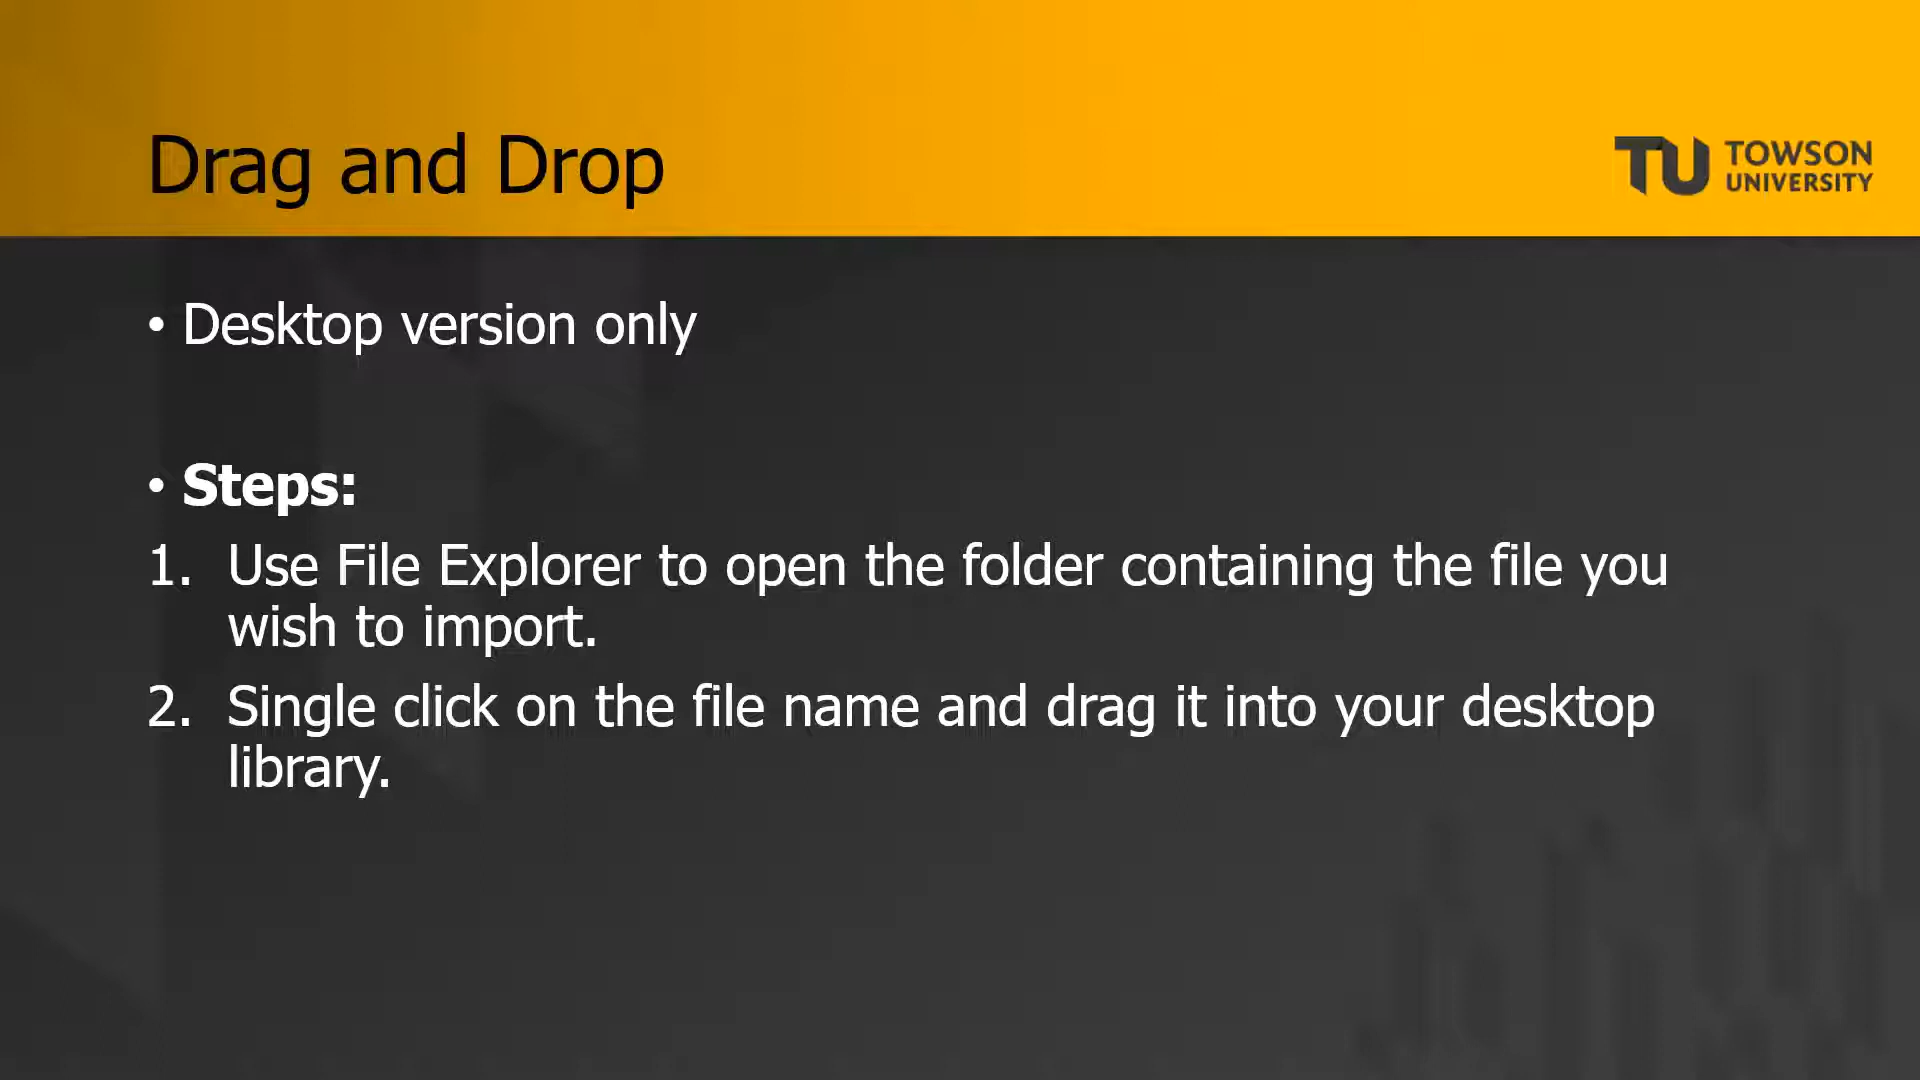 Drag and Drop
TU TOWSON
UNIVERSITY
• Desktop version only
• Steps:
1. Use File Explorer to open the folder containing the file you
wish to import.
2. Single click on the file name and drag it into your desktop
library.